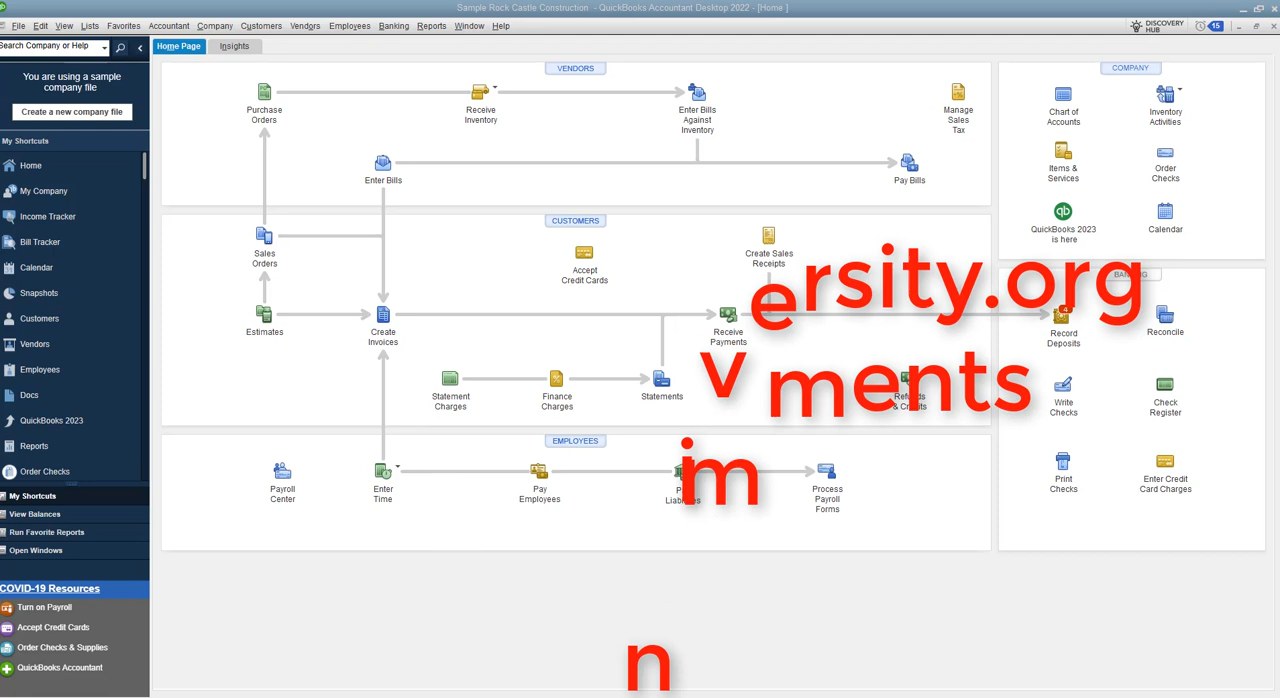 Sample Rock Castle Construction - QuickBooks Accountant Desktop 2022 - [Home ]
File Edit View Lists Favorites Accountant Company Customers Vendors Employees Banking Reports Window Help
DISCOVERY
HUB
15
Search Company or Help
Home Page Insights
You are using a sample
company file
Create a new company file
My Shortcuts
Home
My Company
Income Tracker
Bill Tracker
Calendar
Snapshots
Customers
Vendors
Employees
Docs
QuickBooks 2023
Reports
Order Checks
My Shortcuts
View Balances
Run Favorite Reports
Open Windows
COVID-19 Resources
Turn on Payroll
Accept Credit Cards
Order Checks & Supplies
QuickBooks Accountant
VENDORS
Purchase
Orders
Receive
Inventory
Enter Bills
Against
Inventory
Manage
Sales
Tax
Enter Bills
Pay Bills
CUSTOMERS
Sales
Orders
Accept
Credit Cards
Create Sales
Receipts
Estimates
Create
Invoices
Receive
Payments
Statement
Charges
Finance
Charges
Statements
Refunds
& Credits
EMPLOYEES
Payroll
Center
Enter
Time
Pay
Employees
Liabilities
Process
Payroll
Forms
COMPANY
Chart of
Accounts
Inventory
Activities
Items &
Services
Order
Checks
qb
QuickBooks 2023
is here
Calendar
BANKING
4
Record
Deposits
Reconcile
Write
Checks
Check
Register
Print
Checks
Enter Credit
Card Charges
ersity.org
v ments
im
n